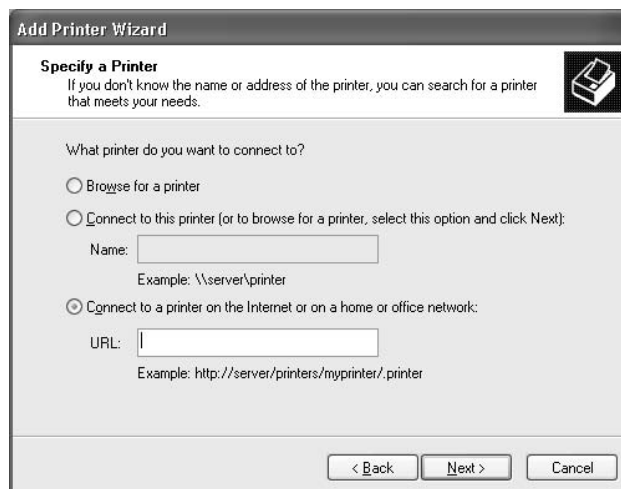 Add Printer Wizard
Specify a Printer
If you don't know the name or address of the printer, you can search for a printer
that meets your needs.
What printer do you want to connect to?
Browse for a printer
Connect to this printer (or to browse for a printer, select this option and click Next):
Name:
Example: \\server\printer
Connect to a printer on the Internet or on a home or office network:
URL:
Example: http://server/printers/myprinter/.printer
< Back Next > Cancel